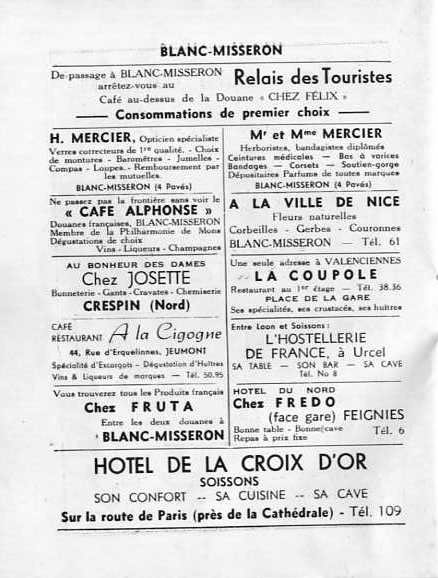 BLANC-MISSERON
De passage à BLANC-MISSERON
arrêtez-vous au
Relais des Touristes
Café au-dessus de la Douane « CHEZ FÉLIX »
Consommations de premier choix
H. MERCIER, Opticien spécialiste
Verres correcteurs de 1re qualité. - Choix
de montures - Baromètres - Jumelles -
Compas - Loupes. - Remboursement par
les mutuelles.
BLANC-MISSERON (4 Pavés)
Mr et Mme MERCIER
Herboristes, bandagistes diplômés
Ceintures médicales — Bas à varices
Bandages - Corsets - Soutien-gorge
Dépositaires Parfums de toutes marques
BLANC-MISSERON (4 Pavés)
Ne passez pas la frontière sans voir le
« CAFE ALPHONSE »
Douanes françaises, BLANC-MISSERON
Membre de la Philharmonie de Mons
Dégustations de choix
Vins - Liqueurs - Champagnes
A LA VILLE DE NICE
Fleurs naturelles
Corbeilles - Gerbes - Couronnes
BLANC-MISSERON — Tél. 61
AU BONHEUR DES DAMES
Chez JOSETTE
Bonneterie - Gants - Cravates - Chemiserie
CRESPIN (Nord)
Une seule adresse à VALENCIENNES
LA COUPOLE
Restaurant au 1er étage — Tél. 38.36
PLACE DE LA GARE
Ses spécialités, ses crustacés, ses huîtres
CAFÉ
RESTAURANT A la Cigogne
44, Rue d'Erquelinnes, JEUMONT
Spécialité d'Escargots - Dégustation d'Huîtres
Vins & Liqueurs de marques — Tél. 50.95
Entre Laon et Soissons :
L'HOSTELLERIE
DE FRANCE, à Urcel
SA TABLE — SON BAR — SA CAVE
Tél. No 8
Vous trouverez tous les Produits français
Chez FRUTA
Entre les deux douanes à
BLANC-MISSERON
HOTEL DU NORD
Chez FREDO
(face gare) FEIGNIES
Bonne table - Bonne cave
Repas à prix fixe
Tél. 6
HOTEL DE LA CROIX D'OR
SOISSONS
SON CONFORT -- SA CUISINE -- SA CAVE
Sur la route de Paris (près de la Cathédrale) - Tél. 109